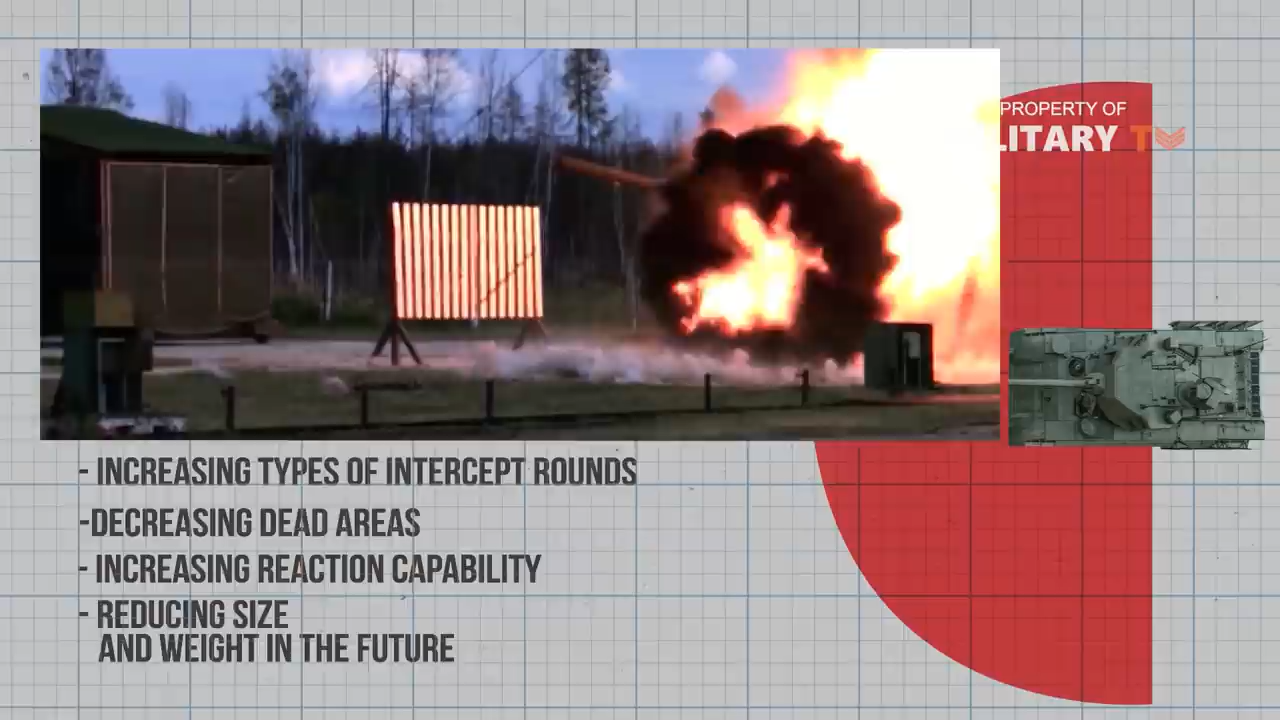 PROPERTY OF
LITARY TV
- INCREASING TYPES OF INTERCEPT ROUNDS
-DECREASING DEAD AREAS
- INCREASING REACTION CAPABILITY
- REDUCING SIZE
AND WEIGHT IN THE FUTURE